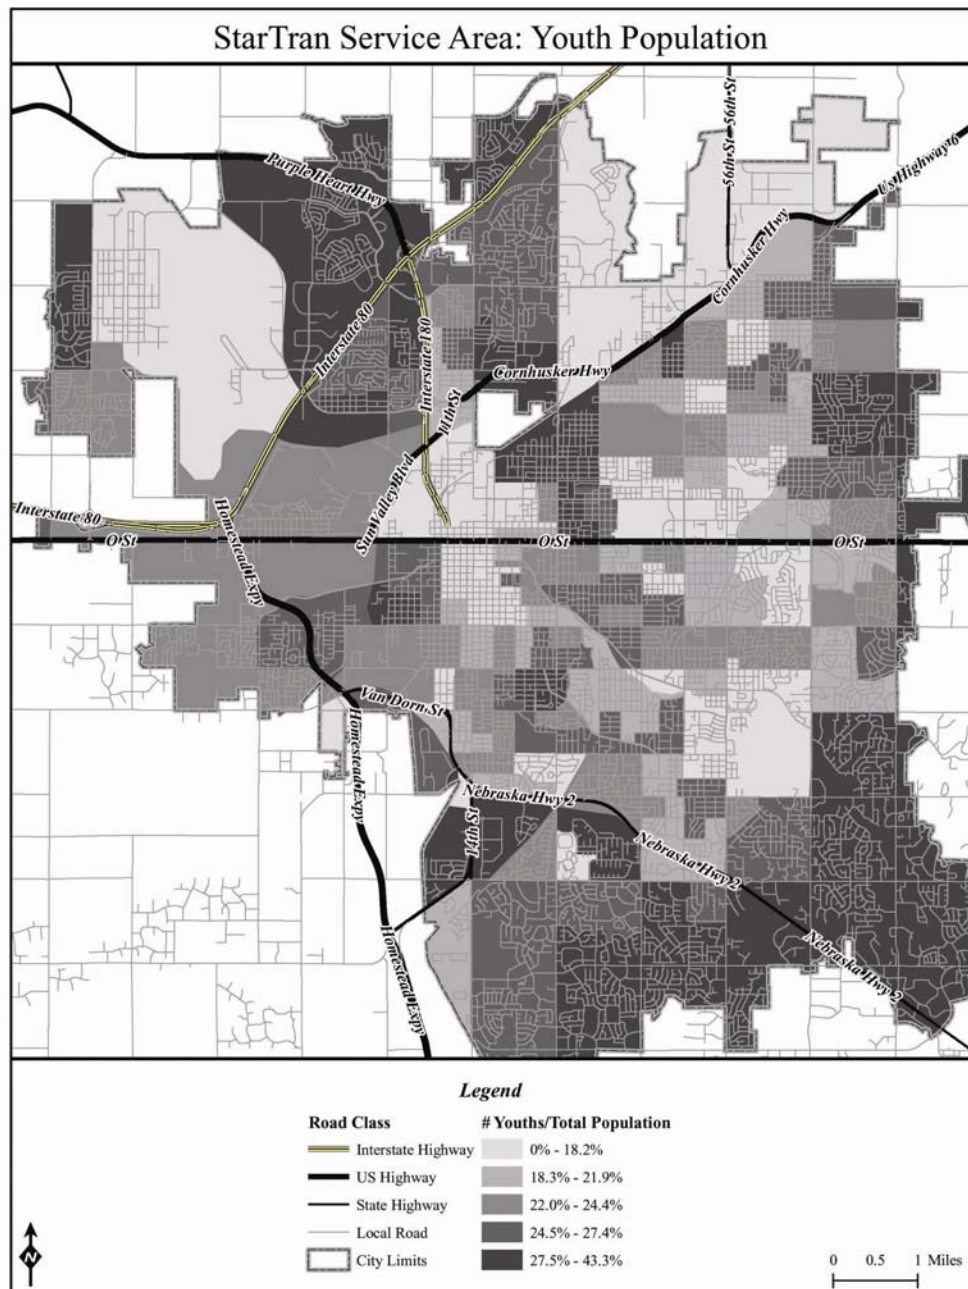 StarTran Service Area: Youth Population
56th St
56th St
Us Highway 6
Purple Heart Hwy
Cornhusker Hwy
Interstate 80
Interstate 180
Cornhusker Hwy
14th St
Sun Valley Blvd
Interstate 80
Homestead Expy
O St
O St
O St
Van Dorn St
Homestead Expy
Nebraska Hwy 2
14th St
Nebraska Hwy 2
Nebraska Hwy 2
Homestead Expy
Legend
Road Class
Interstate Highway
US Highway
State Highway
Local Road
City Limits
# Youths/Total Population
0% - 18.2%
18.3% - 21.9%
22.0% - 24.4%
24.5% - 27.4%
27.5% - 43.3%
N
0 0.5 1 Miles